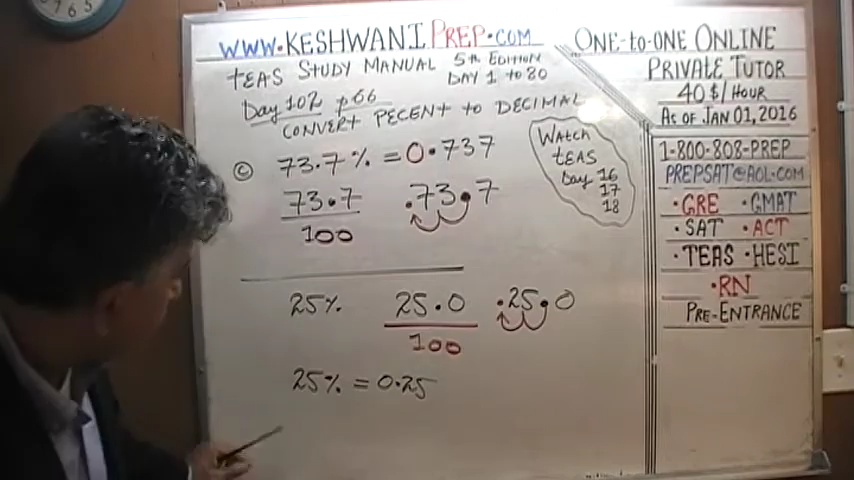 WWW.KESHWANIPREP.COM
TEAS STUDY MANUAL 5th EDITION
DAY 1 to 80
Day 102 p66
CONVERT PECENT to DECIMAL
© 73.7% = 0.737
73.7
100
.73.7
25%
25.0
100
.25.0
25% = 0.25
WATCH
TEAS
Day 16
17
18
ONE-to-ONE ONLINE
PRIVATE TUTOR
40$/HOUR
AS OF JAN 01, 2016
1-800-808-PREP
PREPSAT@AOL.COM
•GRE •GMAT
•SAT •ACT
•TEAS •HESI
•RN
PRE-ENTRANCE